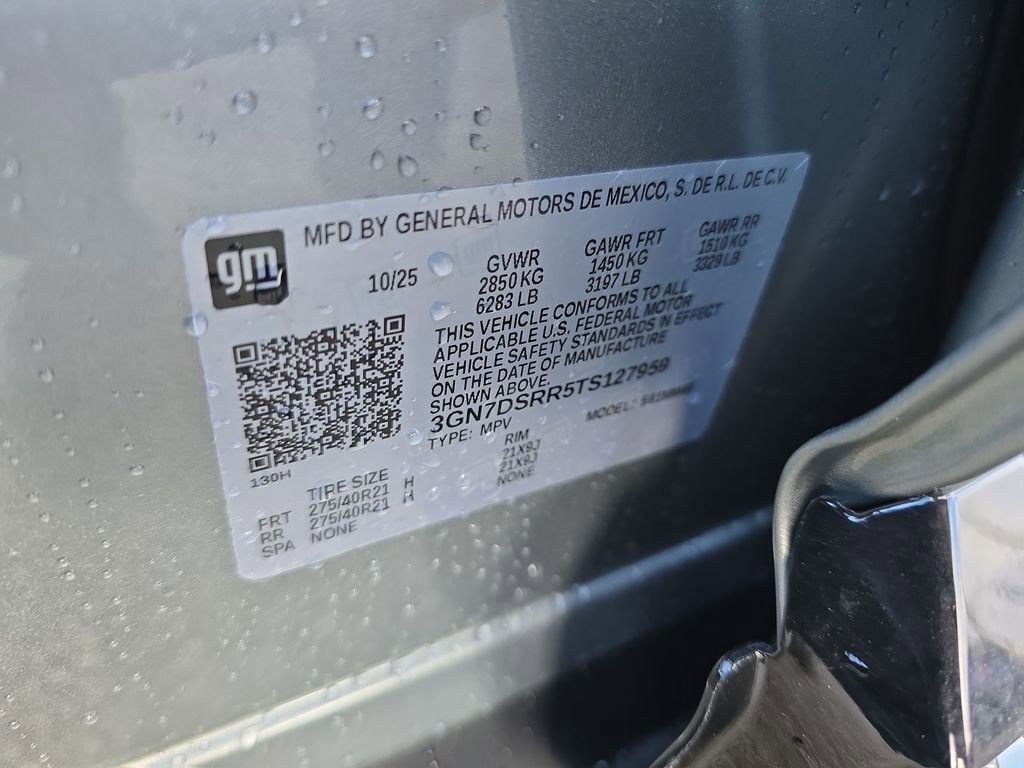 gm
MFD BY GENERAL MOTORS DE MEXICO, S. DE R.L. DE C.V.
10/25
GVWR
2850 KG
6283 LB
GAWR FRT
1450 KG
3197 LB
GAWR RR
1510 KG
3329 LB
THIS VEHICLE CONFORMS TO ALL
APPLICABLE U.S. FEDERAL MOTOR
VEHICLE SAFETY STANDARDS IN EFFECT
ON THE DATE OF MANUFACTURE
SHOWN ABOVE.
3GN7DSRR5TS127959
TYPE: MPV
MODEL:
130H
TIRE SIZE
RIM
FRT 275/40R21 H 21X9J
RR 275/40R21 H 21X9J
SPA NONE NONE